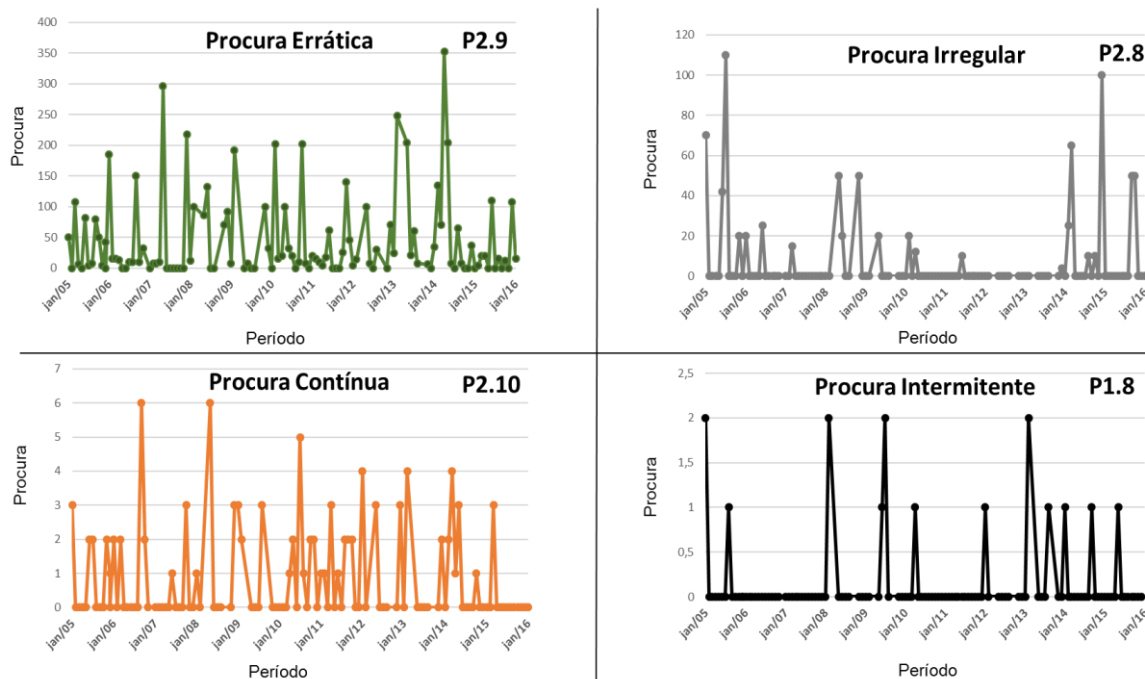 Procura Errática P2.9
400
350
300
250
200
150
100
50
0
Procura
jan/05 jan/06 jan/07 jan/08 jan/09 jan/10 jan/11 jan/12 jan/13 jan/14 jan/15 jan/16
Período
Procura Irregular P2.8
120
100
80
60
40
20
0
Procura
jan/05 jan/06 jan/07 jan/08 jan/09 jan/10 jan/11 jan/12 jan/13 jan/14 jan/15 jan/16
Período
Procura Contínua P2.10
7
6
5
4
3
2
1
0
Procura
jan/05 jan/06 jan/07 jan/08 jan/09 jan/10 jan/11 jan/12 jan/13 jan/14 jan/15 jan/16
Período
Procura Intermitente P1.8
2,5
2
1,5
1
0,5
0
Procura
jan/05 jan/06 jan/07 jan/08 jan/09 jan/10 jan/11 jan/12 jan/13 jan/14 jan/15 jan/16
Período